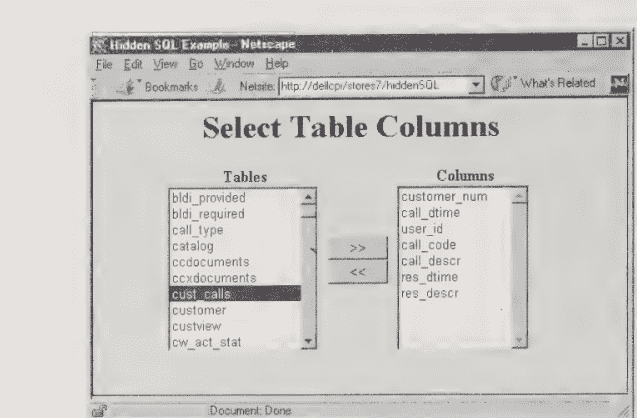 Hidden SQL Example - Netscape
File Edit View Go Window Help
Bookmarks Netsite: http://dellcpi/stores7/hiddenSQL What's Related
Select Table Columns
Tables
bldi_provided
bldi_required
call_type
catalog
ccdocuments
ccxdocuments
cust_calls
customer
custview
cw_act_stat
>>
<<
Columns
customer_num
call_dtime
user_id
call_code
call_descr
res_dtime
res_descr
Document: Done